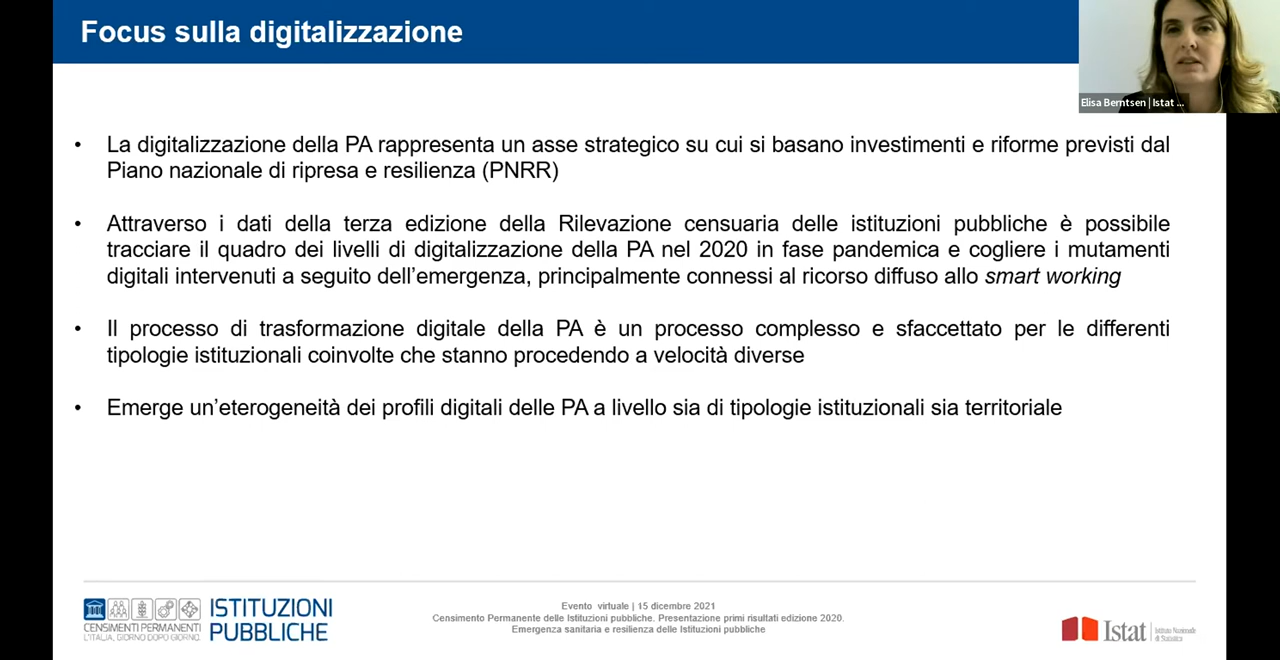 Focus sulla digitalizzazione
Elisa Berntsen | Istat ...
• La digitalizzazione della PA rappresenta un asse strategico su cui si basano investimenti e riforme previsti dal
Piano nazionale di ripresa e resilienza (PNRR)
• Attraverso i dati della terza edizione della Rilevazione censuaria delle istituzioni pubbliche è possibile
tracciare il quadro dei livelli di digitalizzazione della PA nel 2020 in fase pandemica e cogliere i mutamenti
digitali intervenuti a seguito dell’emergenza, principalmente connessi al ricorso diffuso allo smart working
• Il processo di trasformazione digitale della PA è un processo complesso e sfaccettato per le differenti
tipologie istituzionali coinvolte che stanno procedendo a velocità diverse
• Emerge un’eterogeneità dei profili digitali delle PA a livello sia di tipologie istituzionali sia territoriale
CENSIMENTI PERMANENTI
L'ITALIA, GIORNO DOPO GIORNO.
ISTITUZIONI
PUBBLICHE
Evento virtuale | 15 dicembre 2021
Censimento Permanente delle Istituzioni pubbliche. Presentazione primi risultati edizione 2020.
Emergenza sanitaria e resilienza delle Istituzioni pubbliche
Istat
Istituto Nazionale
di Statistica